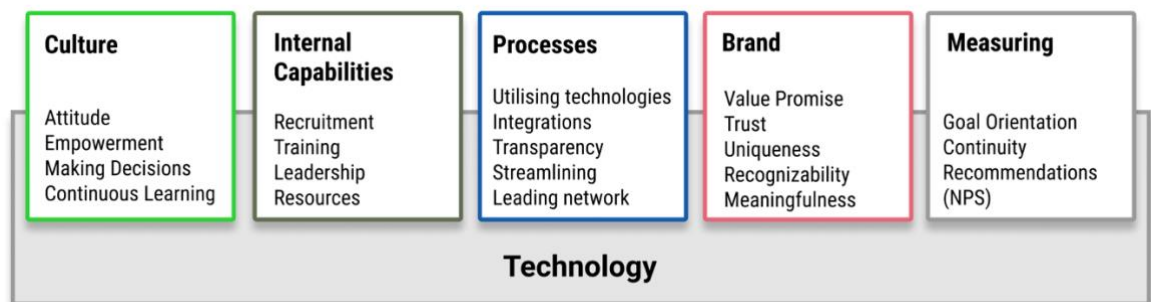 Culture
Attitude
Empowerment
Making Decisions
Continuous Learning
Internal
Capabilities
Recruitment
Training
Leadership
Resources
Processes
Utilising technologies
Integrations
Transparency
Streamlining
Leading network
Brand
Value Promise
Trust
Uniqueness
Recognizability
Meaningfulness
Measuring
Goal Orientation
Continuity
Recommendations
(NPS)
Technology